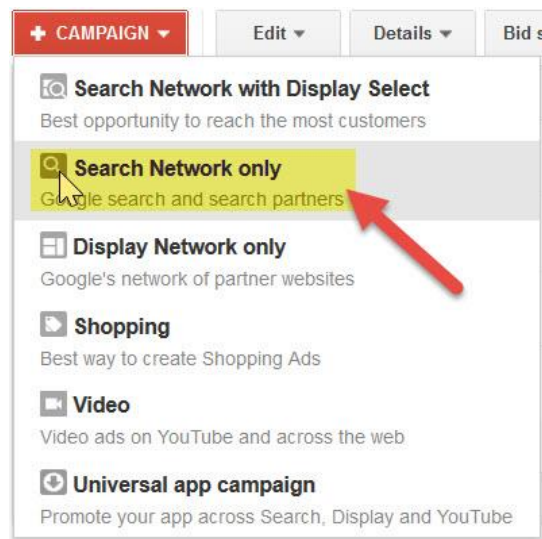 + CAMPAIGN Edit Details Bid s
Search Network with Display Select
Best opportunity to reach the most customers
Search Network only
Google search and search partners
Display Network only
Google's network of partner websites
Shopping
Best way to create Shopping Ads
Video
Video ads on YouTube and across the web
Universal app campaign
Promote your app across Search, Display and YouTube